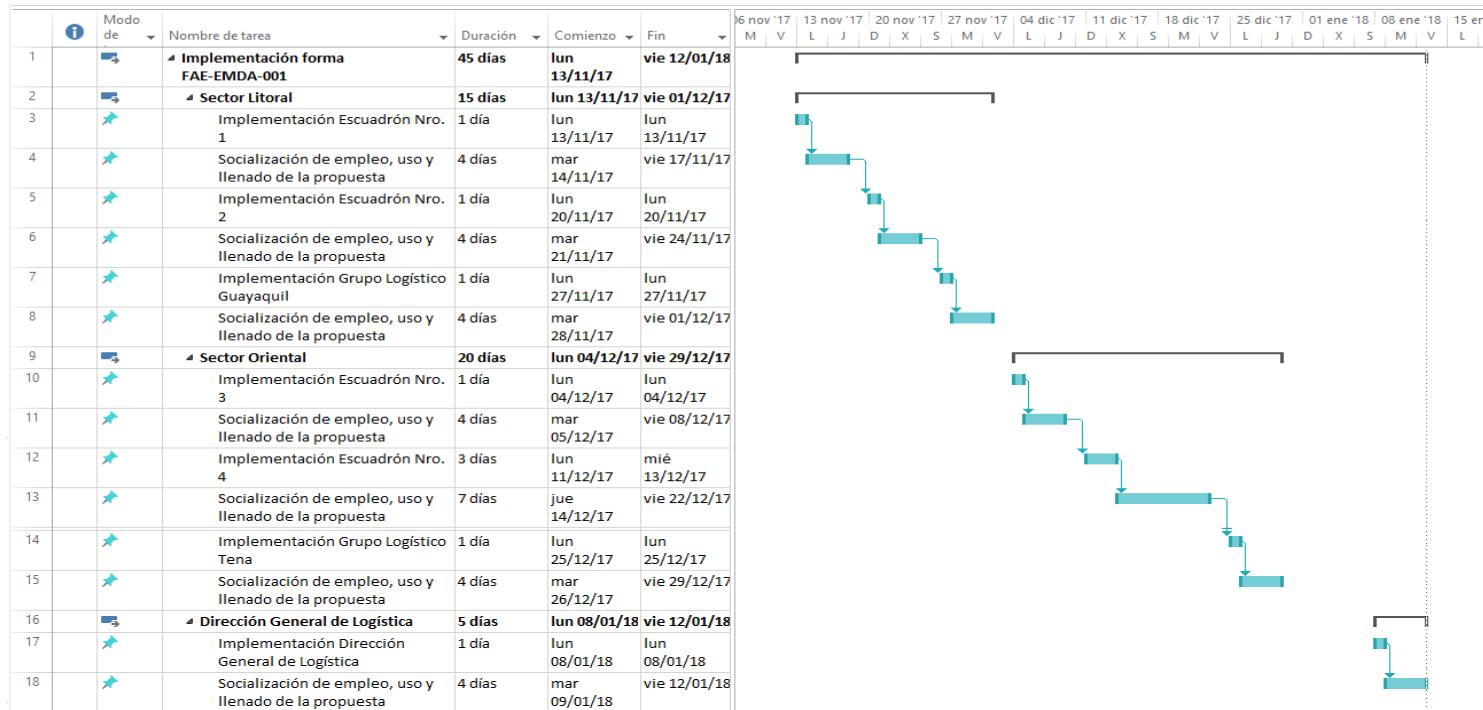 Modo
de
Nombre de tarea Duración Comienzo Fin
06 nov '17 13 nov '17 20 nov '17 27 nov '17 04 dic '17 11 dic '17 18 dic '17 25 dic '17 01 ene '18 08 ene '18 15 en
M V L J D X S M V L J D X S M V L J D X S M V L
1 Implementación forma 45 días lun vie 12/01/18
FAE-EMDA-001 13/11/17
2 Sector Litoral 15 días lun 13/11/17 vie 01/12/17
3 Implementación Escuadrón Nro. 1 día lun lun
1 13/11/17 13/11/17
4 Socialización de empleo, uso y 4 días mar vie 17/11/17
llenado de la propuesta 14/11/17
5 Implementación Escuadrón Nro. 1 día lun lun
2 20/11/17 20/11/17
6 Socialización de empleo, uso y 4 días mar vie 24/11/17
llenado de la propuesta 21/11/17
7 Implementación Grupo Logístico 1 día lun lun
Guayaquil 27/11/17 27/11/17
8 Socialización de empleo, uso y 4 días mar vie 01/12/17
llenado de la propuesta 28/11/17
9 Sector Oriental 20 días lun 04/12/17 vie 29/12/17
10 Implementación Escuadrón Nro. 1 día lun lun
3 04/12/17 04/12/17
11 Socialización de empleo, uso y 4 días mar vie 08/12/17
llenado de la propuesta 05/12/17
12 Implementación Escuadrón Nro. 3 días lun mié
4 11/12/17 13/12/17
13 Socialización de empleo, uso y 7 días jue vie 22/12/17
llenado de la propuesta 14/12/17
14 Implementación Grupo Logístico 1 día lun lun
Tena 25/12/17 25/12/17
15 Socialización de empleo, uso y 4 días mar vie 29/12/17
llenado de la propuesta 26/12/17
16 Dirección General de Logística 5 días lun 08/01/18 vie 12/01/18
17 Implementación Dirección 1 día lun lun
General de Logística 08/01/18 08/01/18
18 Socialización de empleo, uso y 4 días mar vie 12/01/18
llenado de la propuesta 09/01/18